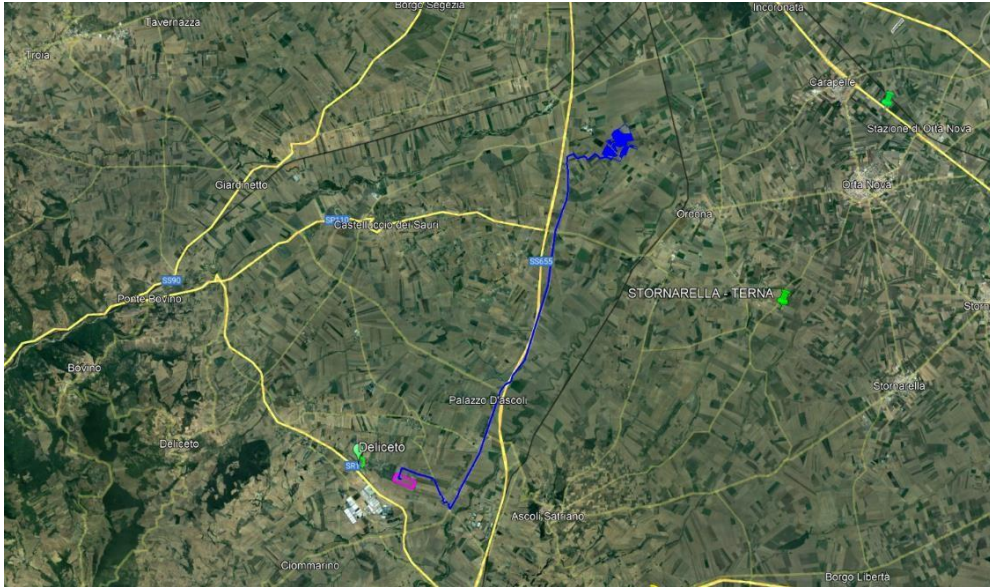 Borgo Segezia
Incoronata
Tavernazza
Troia
Carapelle
Stazione di Orta Nova
Giardinetto
Orta Nova
Ordona
SP110
Castelluccio dei Sauri
SS655
SS90
Ponte Bovino
STORNARELLA - TERNA
Bovino
Stornarella
Palazzo D'ascoli
Deliceto
Deliceto
SR1
Ascoli Satriano
Ciommarino
Borgo Libertà